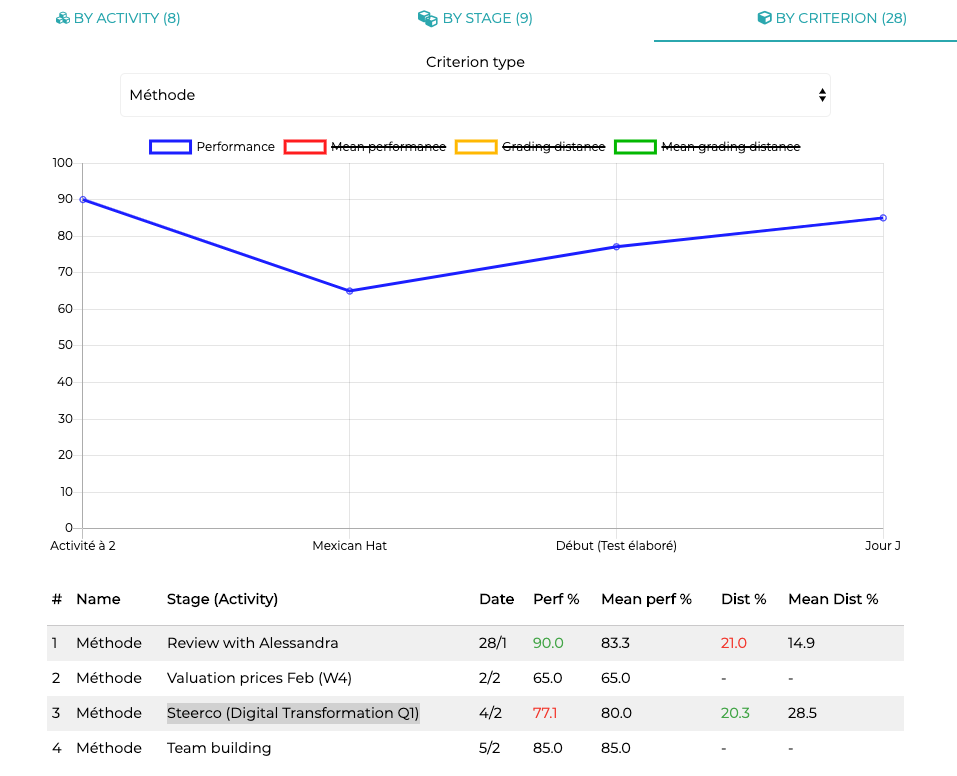 BY ACTIVITY (8) BY STAGE (9) BY CRITERION (28)
Criterion type
Méthode
Performance Mean performance Grading distance Mean grading distance
100
90
80
70
60
50
40
30
20
10
0
Activité à 2 Mexican Hat Début (Test élaboré) Jour J
# Name Stage (Activity) Date Perf % Mean perf % Dist % Mean Dist %
1 Méthode Review with Alessandra 28/1 90.0 83.3 21.0 14.9
2 Méthode Valuation prices Feb (W4) 2/2 65.0 65.0 - -
3 Méthode Steerco (Digital Transformation Q1) 4/2 77.1 80.0 20.3 28.5
4 Méthode Team building 5/2 85.0 85.0 - -